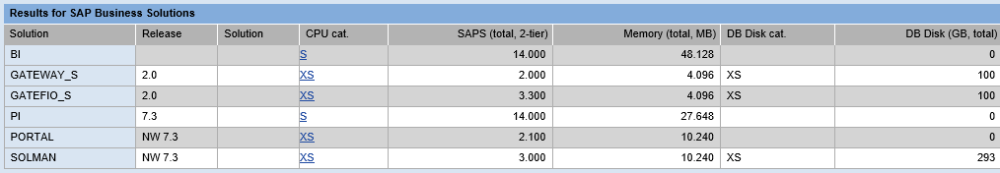 Results for SAP Business Solutions
Solution Release Solution CPU cat. SAPS (total, 2-tier) Memory (total, MB) DB Disk cat. DB Disk (GB, total)
BI S 14.000 48.128 0
GATEWAY_S 2.0 XS 2.000 4.096 XS 100
GATEFIO_S 2.0 XS 3.300 4.096 XS 100
PI 7.3 S 14.000 27.648 0
PORTAL NW 7.3 XS 2.100 10.240 0
SOLMAN NW 7.3 XS 3.000 10.240 XS 293